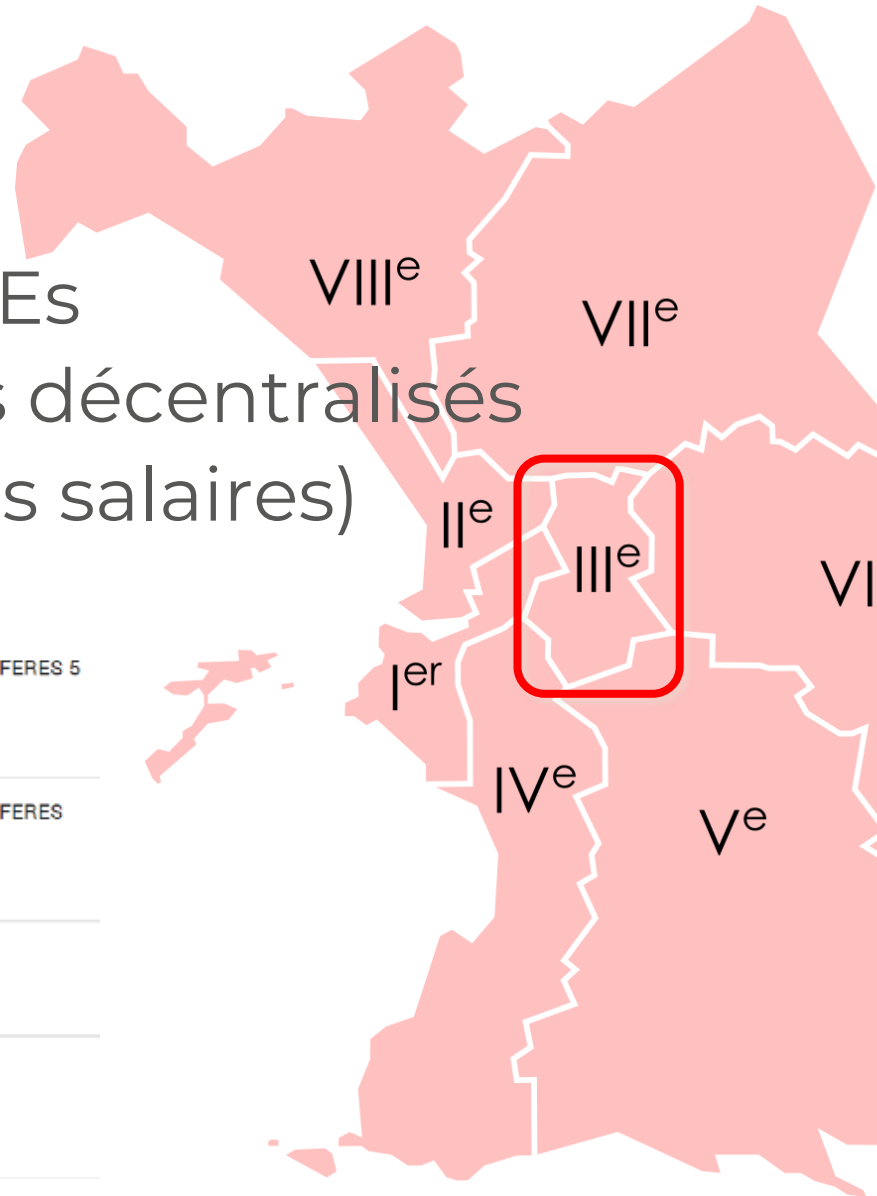 VIIIᵉ
VIIᵉ
Es
s décentralisés
s salaires)
IIᵉ
IIIᵉ
VI
FERES 5
Iᵉʳ
IVᵉ
FERES
Vᵉ